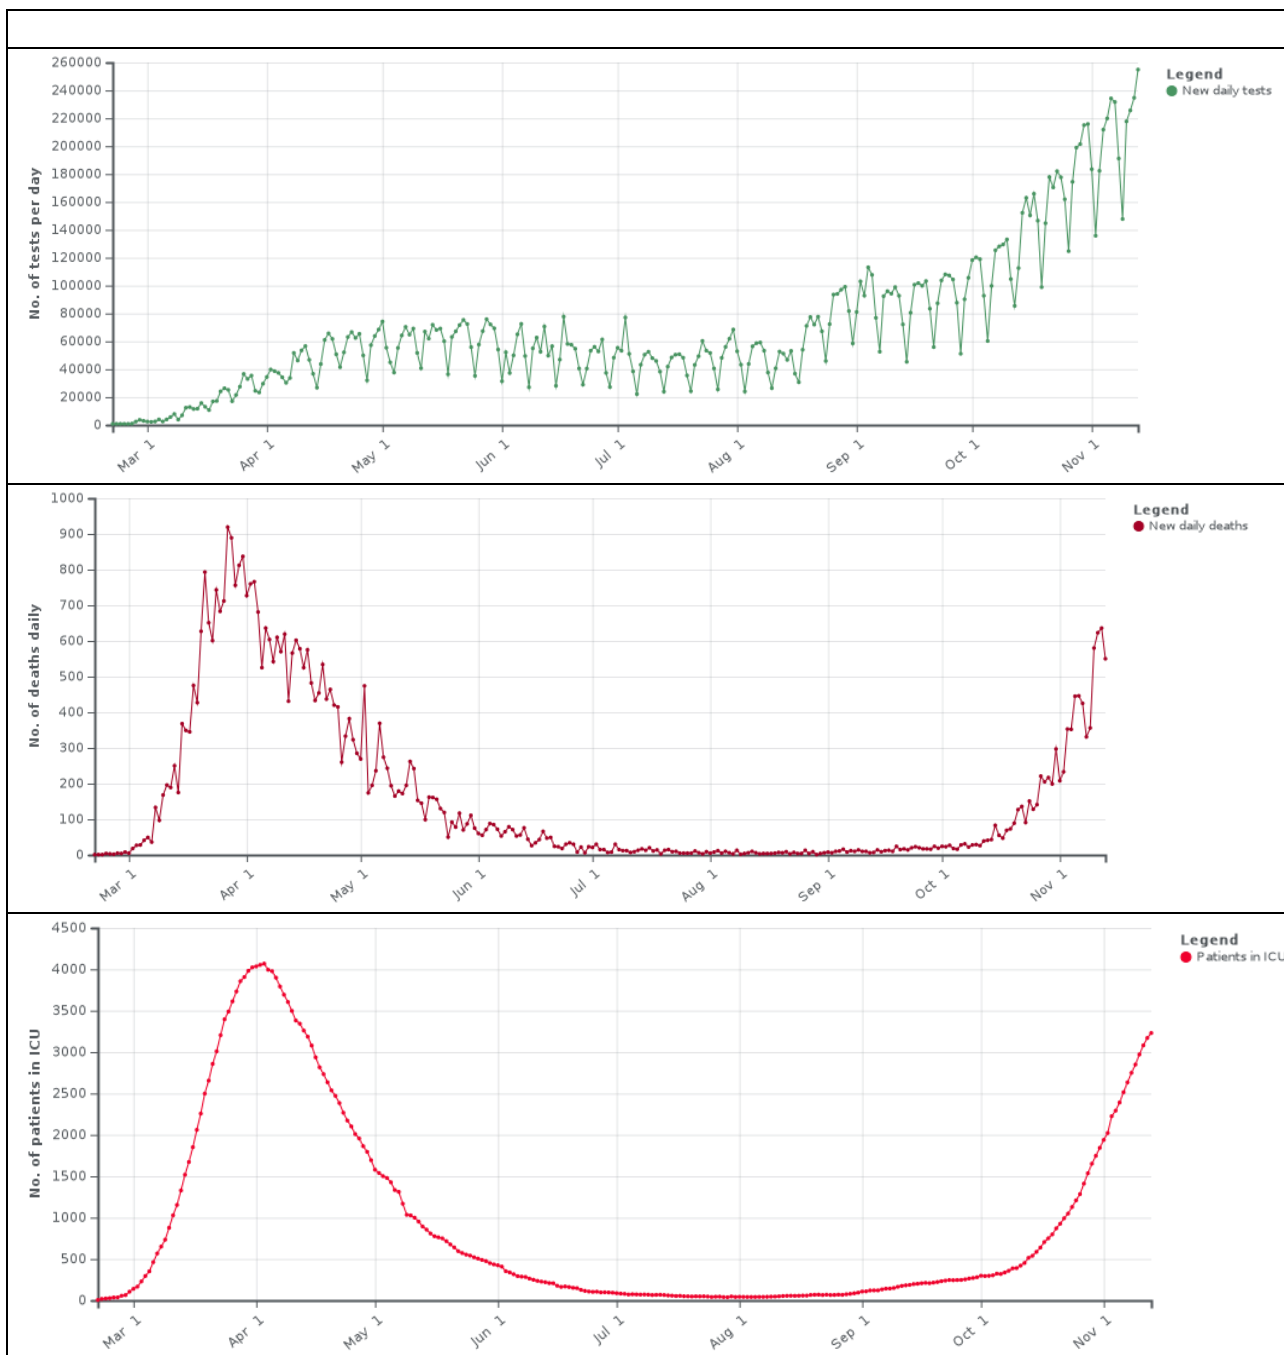 260000
240000
220000
200000
180000
160000
140000
120000
100000
80000
60000
40000
20000
0
No. of tests per day
Mar 1
Apr 1
May 1
Jun 1
Jul 1
Aug 1
Sep 1
Oct 1
Nov 1
Legend
New daily tests
1000
900
800
700
600
500
400
300
200
100
0
No. of deaths daily
Mar 1
Apr 1
May 1
Jun 1
Jul 1
Aug 1
Sep 1
Oct 1
Nov 1
Legend
New daily deaths
4500
4000
3500
3000
2500
2000
1500
1000
500
0
No. of patients in ICU
Mar 1
Apr 1
May 1
Jun 1
Jul 1
Aug 1
Sep 1
Oct 1
Nov 1
Legend
Patients in ICU